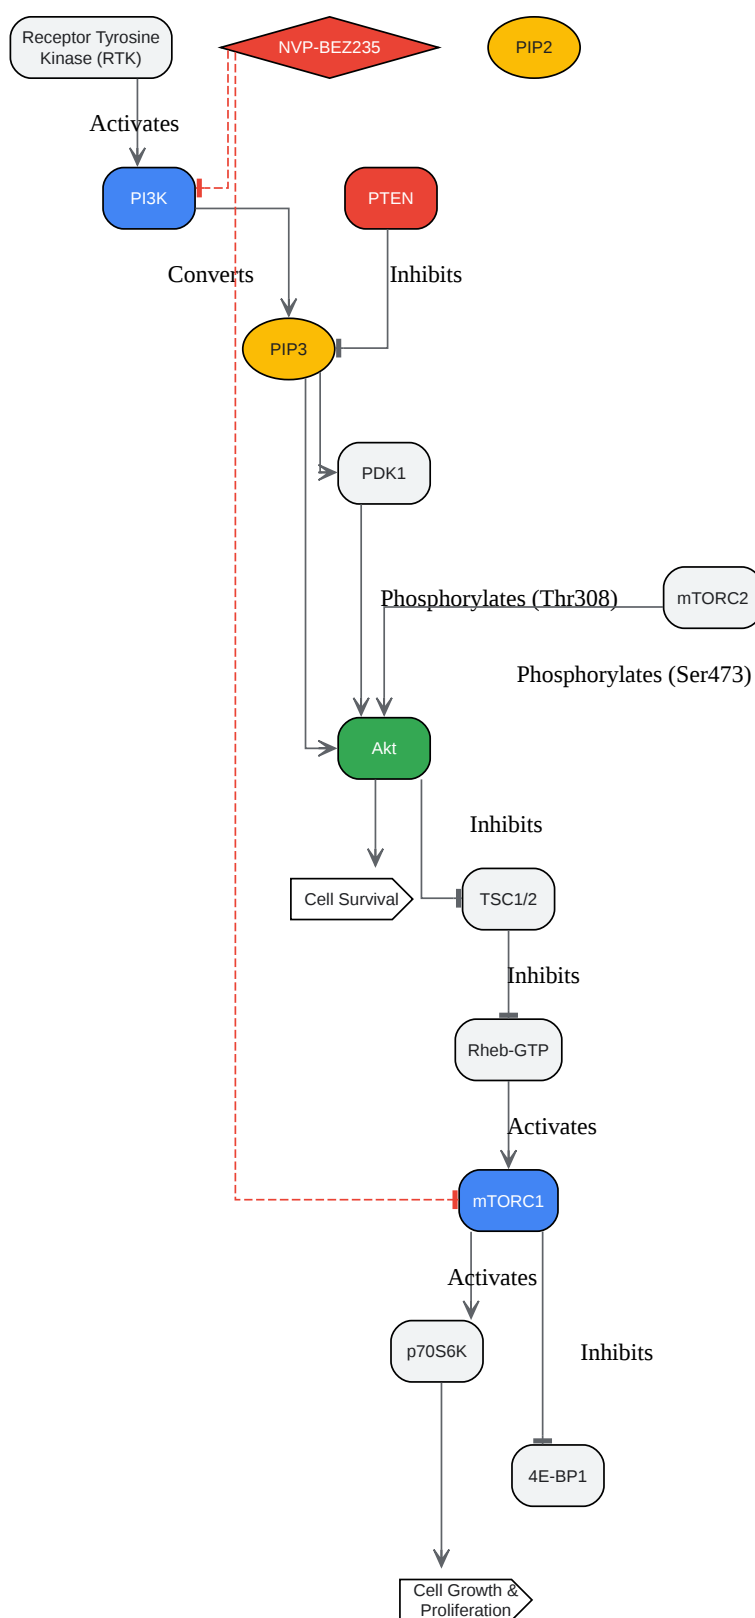 Receptor Tyrosine
Kinase (RTK)
NVP-BEZ235
PIP2
Activates
PI3K
PTEN
Converts
Inhibits
PIP3
PDK1
Phosphorylates (Thr308)
mTORC2
Phosphorylates (Ser473)
Akt
Inhibits
Cell Survival
TSC1/2
Inhibits
Rheb-GTP
Activates
mTORC1
Activates
p70S6K
Inhibits
4E-BP1
Cell Growth &
Proliferation